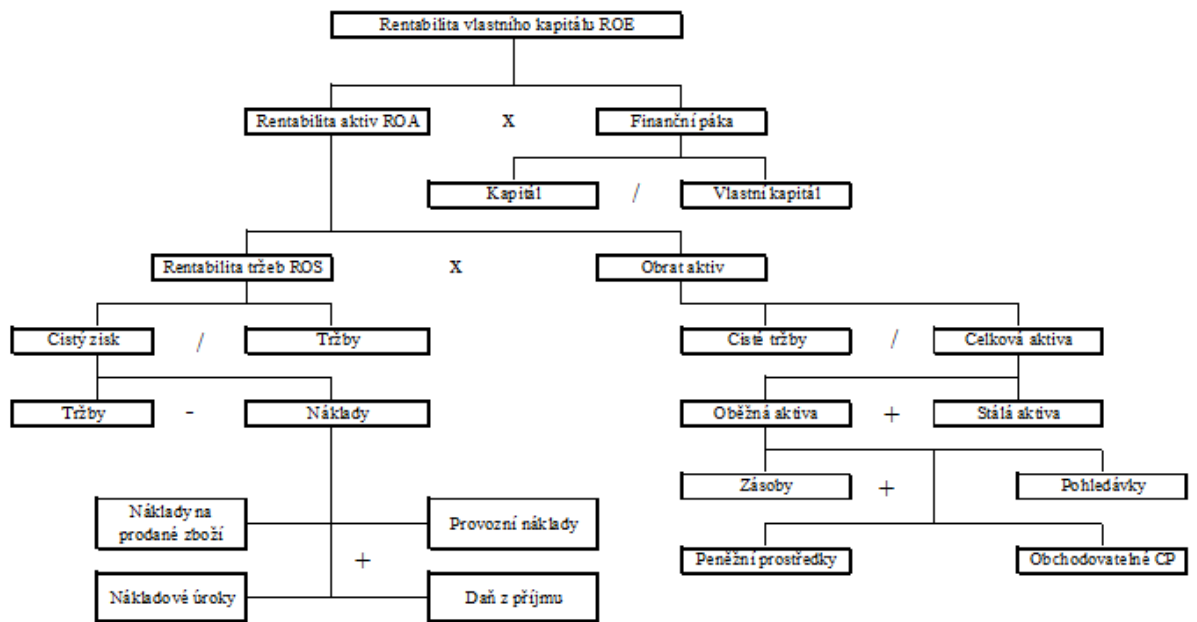 Rentabilita vlastního kapitálu ROE
Rentabilita aktiv ROA
x
Finanční páka
Kapitál
/
Vlastní kapitál
Rentabilita tržeb ROS
x
Obrat aktiv
Cistý zisk
/
Tržby
Cisté tržby
/
Celková aktiva
Tržby
-
Náklady
Oběžná aktiva
+
Stálá aktiva
Zásoby
+
Pohledávky
Náklady na
prodané zboží
Provozní náklady
+
Peněžní prostředky
Obchodovatelné CP
Nákladové úroky
Daň z příjmu